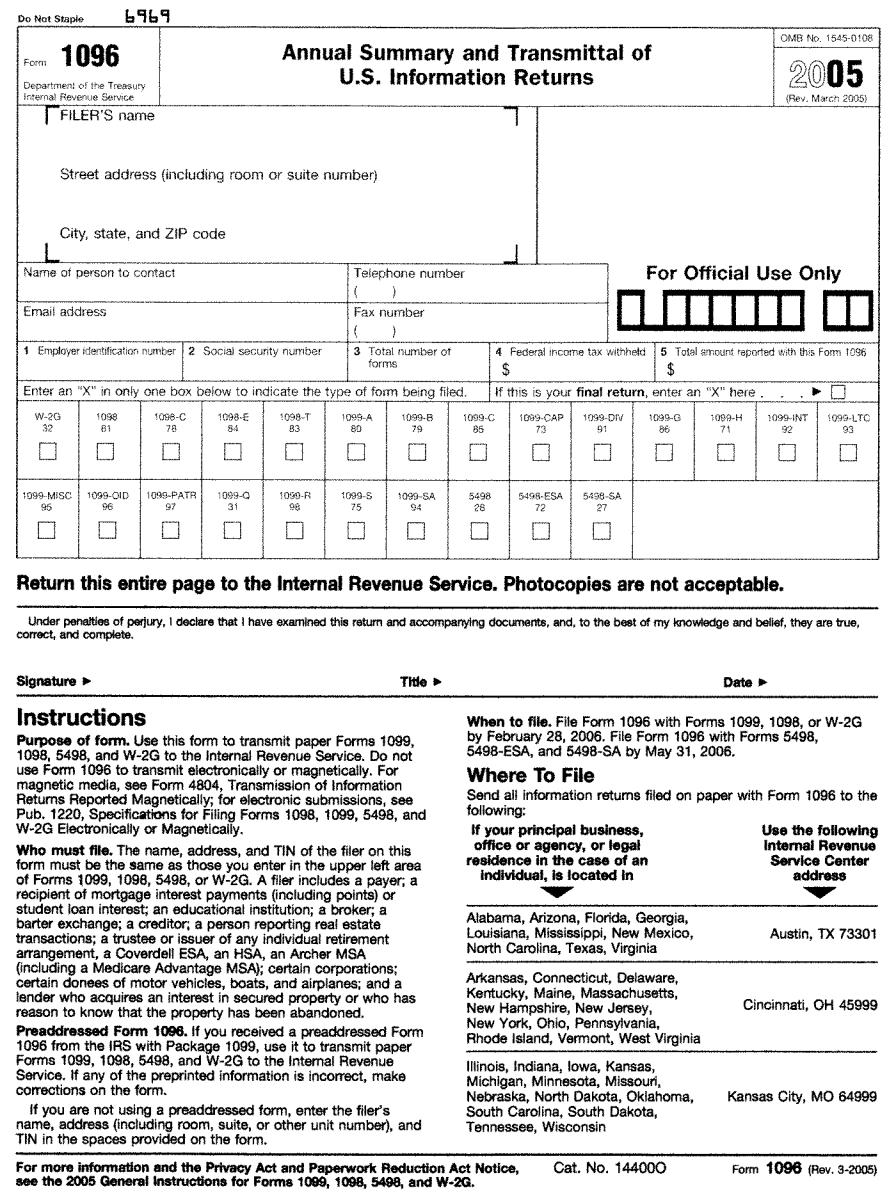 Do Not Staple 6969
Form 1096
Department of the Treasury
Internal Revenue Service
Annual Summary and Transmittal of
U.S. Information Returns
OMB No. 1545-0108
2005
(Rev. March 2005)
FILER'S name
Street address (including room or suite number)
City, state, and ZIP code
Name of person to contact
Telephone number
( )
Email address
Fax number
( )
For Official Use Only
1 Employer identification number
2 Social security number
3 Total number of
forms
4 Federal income tax withheld
$
5 Total amount reported with this Form 1096
$
Enter an "X" in only one box below to indicate the type of form being filed.
If this is your final return, enter an "X" here . . . ▶
W-2G 1098 1098-C 1098-E 1098-T 1099-A 1099-B 1099-C 1099-CAP 1099-DIV 1099-G 1099-H 1099-INT 1099-LTC
32 81 78 84 83 80 79 85 73 91 86 71 92 93
1099-MISC 1099-OID 1099-PATR 1099-Q 1099-R 1099-S 1099-SA 5498 5498-ESA 5498-SA
95 96 97 31 98 75 94 28 72 27
Return this entire page to the Internal Revenue Service. Photocopies are not acceptable.
Under penalties of perjury, I declare that I have examined this return and accompanying documents, and, to the best of my knowledge and belief, they are true,
correct, and complete.
Signature ▶ Title ▶ Date ▶
Instructions
Purpose of form. Use this form to transmit paper Forms 1099,
1098, 5498, and W-2G to the Internal Revenue Service. Do not
use Form 1096 to transmit electronically or magnetically. For
magnetic media, see Form 4804, Transmission of Information
Returns Reported Magnetically; for electronic submissions, see
Pub. 1220, Specifications for Filing Forms 1098, 1099, 5498, and
W-2G Electronically or Magnetically.
Who must file. The name, address, and TIN of the filer on this
form must be the same as those you enter in the upper left area
of Forms 1099, 1098, 5498, or W-2G. A filer includes a payer; a
recipient of mortgage interest payments (including points) or
student loan interest; an educational institution; a broker; a
barter exchange; a creditor; a person reporting real estate
transactions; a trustee or issuer of any individual retirement
arrangement, a Coverdell ESA, an HSA, an Archer MSA
(including a Medicare Advantage MSA); certain corporations;
certain donees of motor vehicles, boats, and airplanes; and a
lender who acquires an interest in secured property or who has
reason to know that the property has been abandoned.
Preaddressed Form 1096. If you received a preaddressed Form
1096 from the IRS with Package 1099, use it to transmit paper
Forms 1099, 1098, 5498, and W-2G to the Internal Revenue
Service. If any of the preprinted information is incorrect, make
corrections on the form.
If you are not using a preaddressed form, enter the filer's
name, address (including room, suite, or other unit number), and
TIN in the spaces provided on the form.
When to file. File Form 1096 with Forms 1099, 1098, or W-2G
by February 28, 2006. File Form 1096 with Forms 5498,
5498-ESA, and 5498-SA by May 31, 2006.
Where To File
Send all information returns filed on paper with Form 1096 to the
following:
If your principal business,
office or agency, or legal
residence in the case of an
individual, is located in
Use the following
Internal Revenue
Service Center
address
Alabama, Arizona, Florida, Georgia,
Louisiana, Mississippi, New Mexico,
North Carolina, Texas, Virginia
Austin, TX 73301
Arkansas, Connecticut, Delaware,
Kentucky, Maine, Massachusetts,
New Hampshire, New Jersey,
New York, Ohio, Pennsylvania,
Rhode Island, Vermont, West Virginia
Cincinnati, OH 45999
Illinois, Indiana, Iowa, Kansas,
Michigan, Minnesota, Missouri,
Nebraska, North Dakota, Oklahoma,
South Carolina, South Dakota,
Tennessee, Wisconsin
Kansas City, MO 64999
For more information and the Privacy Act and Paperwork Reduction Act Notice,
see the 2005 General Instructions for Forms 1099, 1098, 5498, and W-2G.
Cat. No. 14400O
Form 1096 (Rev. 3-2005)